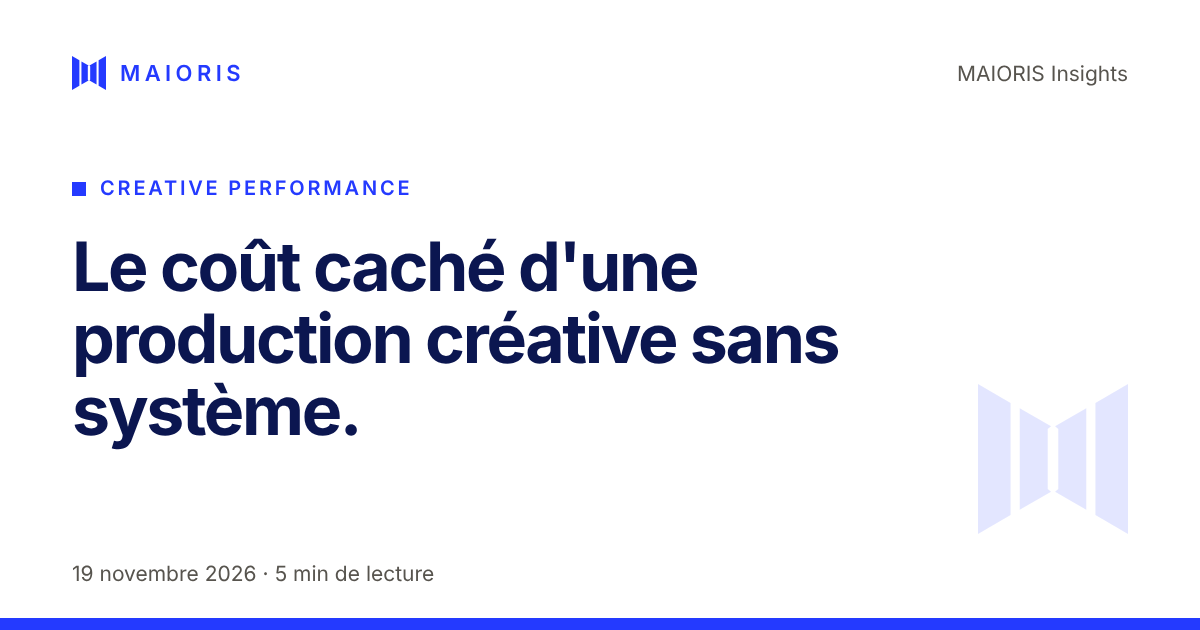 MAIORIS
MAIORIS Insights
CREATIVE PERFORMANCE
Le coût caché d'une
production créative sans
système.
19 novembre 2026 · 5 min de lecture